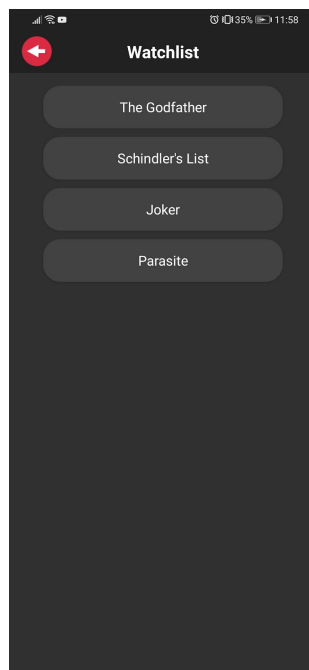 35% 11:58
Watchlist
The Godfather
Schindler's List
Joker
Parasite